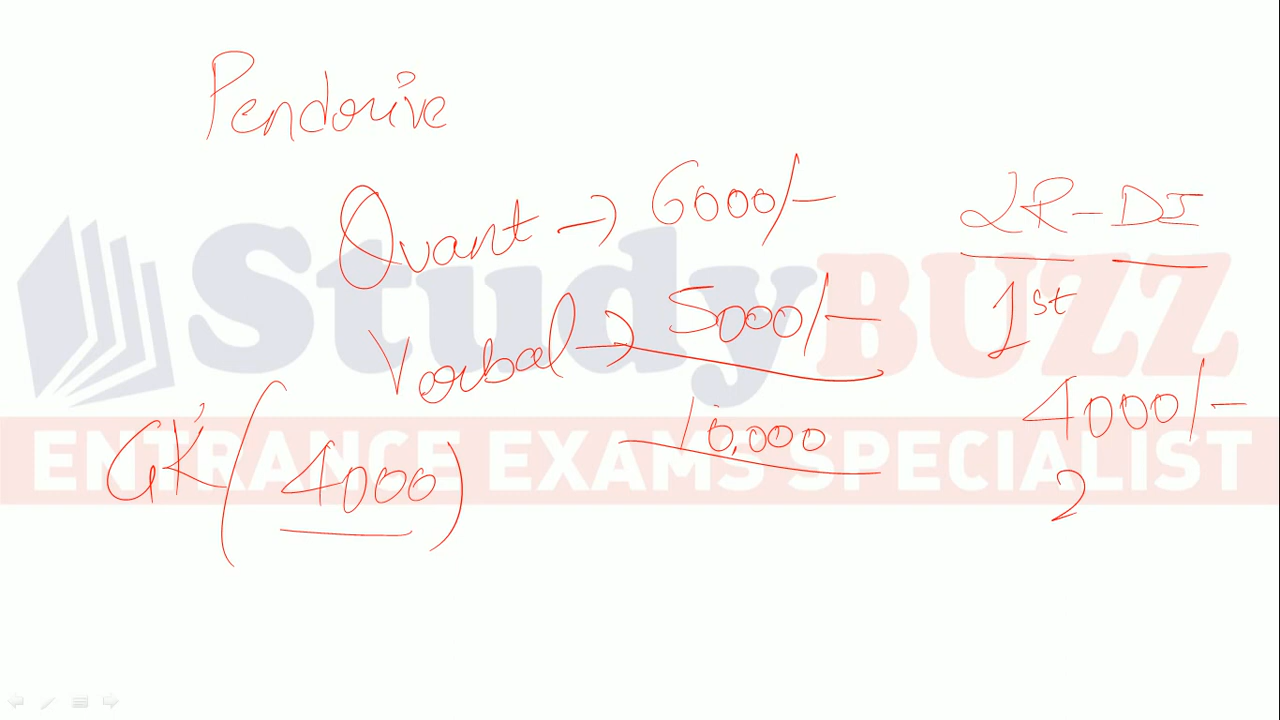 Pendrive
Quant → 6000/-
LR-DI
StudyBUZZ
1st
Verbal → 5000/-
4000/-
10,000
ENTRANCE EXAMS SPECIALIST
GK (4000)
2